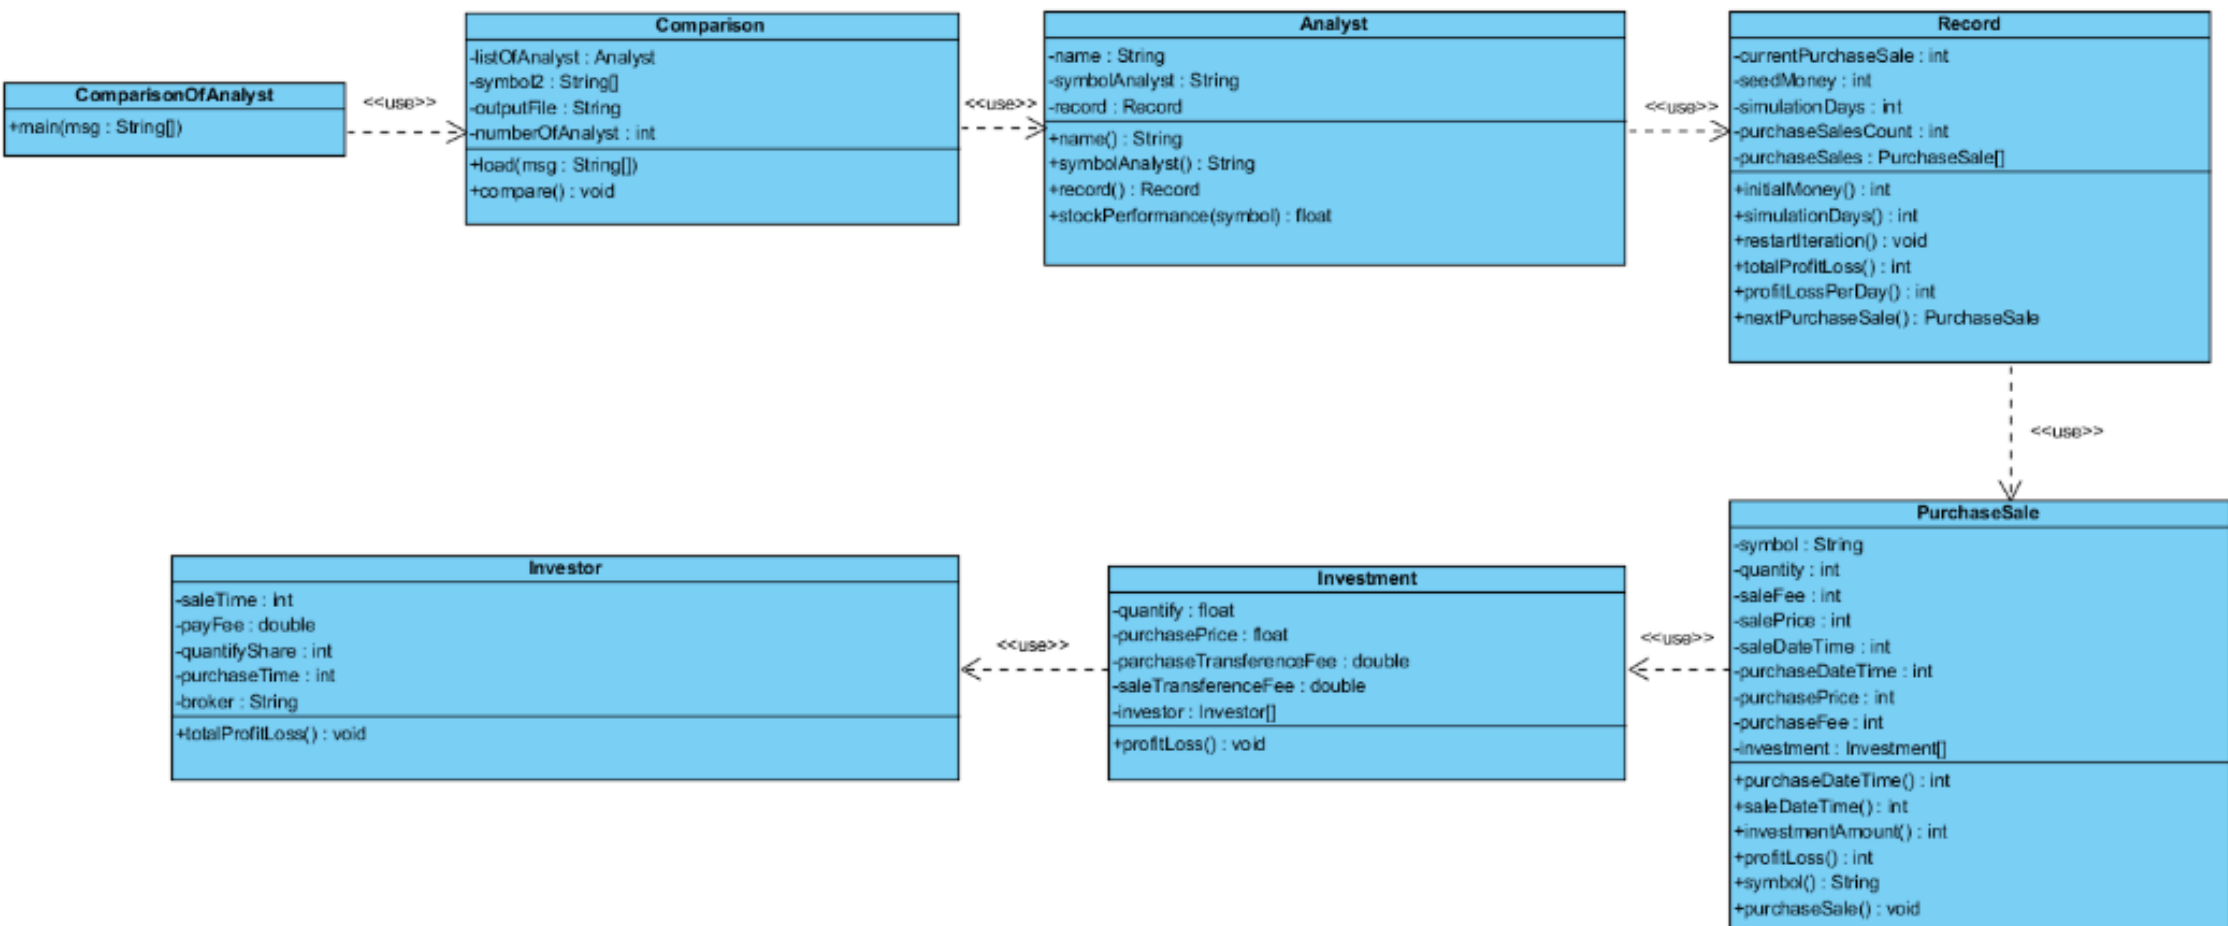 ComparisonOfAnalyst
+main(msg : String[])
<<use>>
Comparison
-listOfAnalyst : Analyst
-symbol2 : String[]
-outputFile : String
-numberOfAnalyst : int
+load(msg : String[])
+compare() : void
<<use>>
Analyst
-name : String
-symbolAnalyst : String
-record : Record
+name() : String
+symbolAnalyst() : String
+record() : Record
+stockPerformance(symbol) : float
<<use>>
Record
-currentPurchaseSale : int
-seedMoney : int
-simulationDays : int
-purchaseSalesCount : int
-purchaseSales : PurchaseSale[]
+initialMoney() : int
+simulationDays() : int
+restartIteration() : void
+totalProfitLoss() : int
+profitLossPerDay() : int
+nextPurchaseSale() : PurchaseSale
<<use>>
PurchaseSale
-symbol : String
-quantity : int
-saleFee : int
-salePrice : int
-saleDateTime : int
-purchaseDateTime : int
-purchasePrice : int
-purchaseFee : int
-investment : Investment[]
+purchaseDateTime() : int
+saleDateTime() : int
+investmentAmount() : int
+profitLoss() : int
+symbol() : String
+purchaseSale() : void
<<use>>
Investment
-quantify : float
-purchasePrice : float
-parchaseTransferenceFee : double
-saleTransferenceFee : double
-investor : Investor[]
+profitLoss() : void
<<use>>
Investor
-saleTime : int
-payFee : double
-quantifyShare : int
-purchaseTime : int
-broker : String
+totalProfitLoss() : void